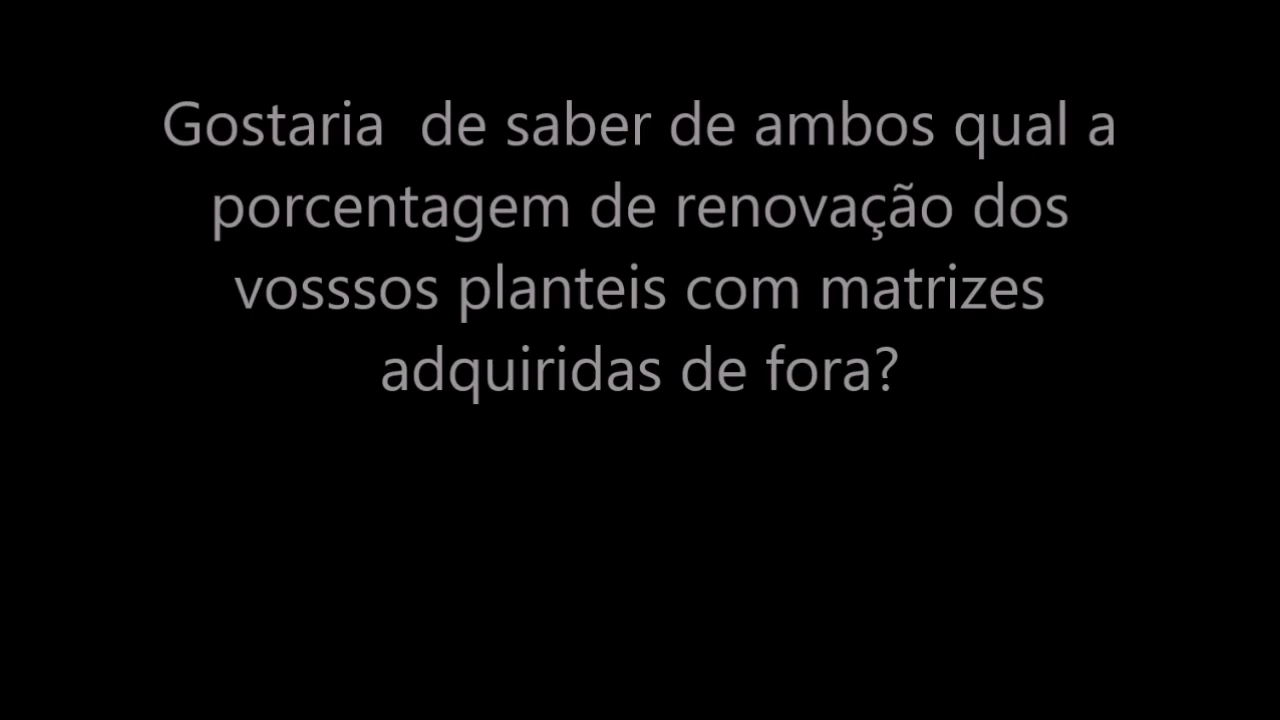 Gostaria  de saber de ambos qual a
porcentagem de renovação dos
vosssos planteis com matrizes
adquiridas de fora?